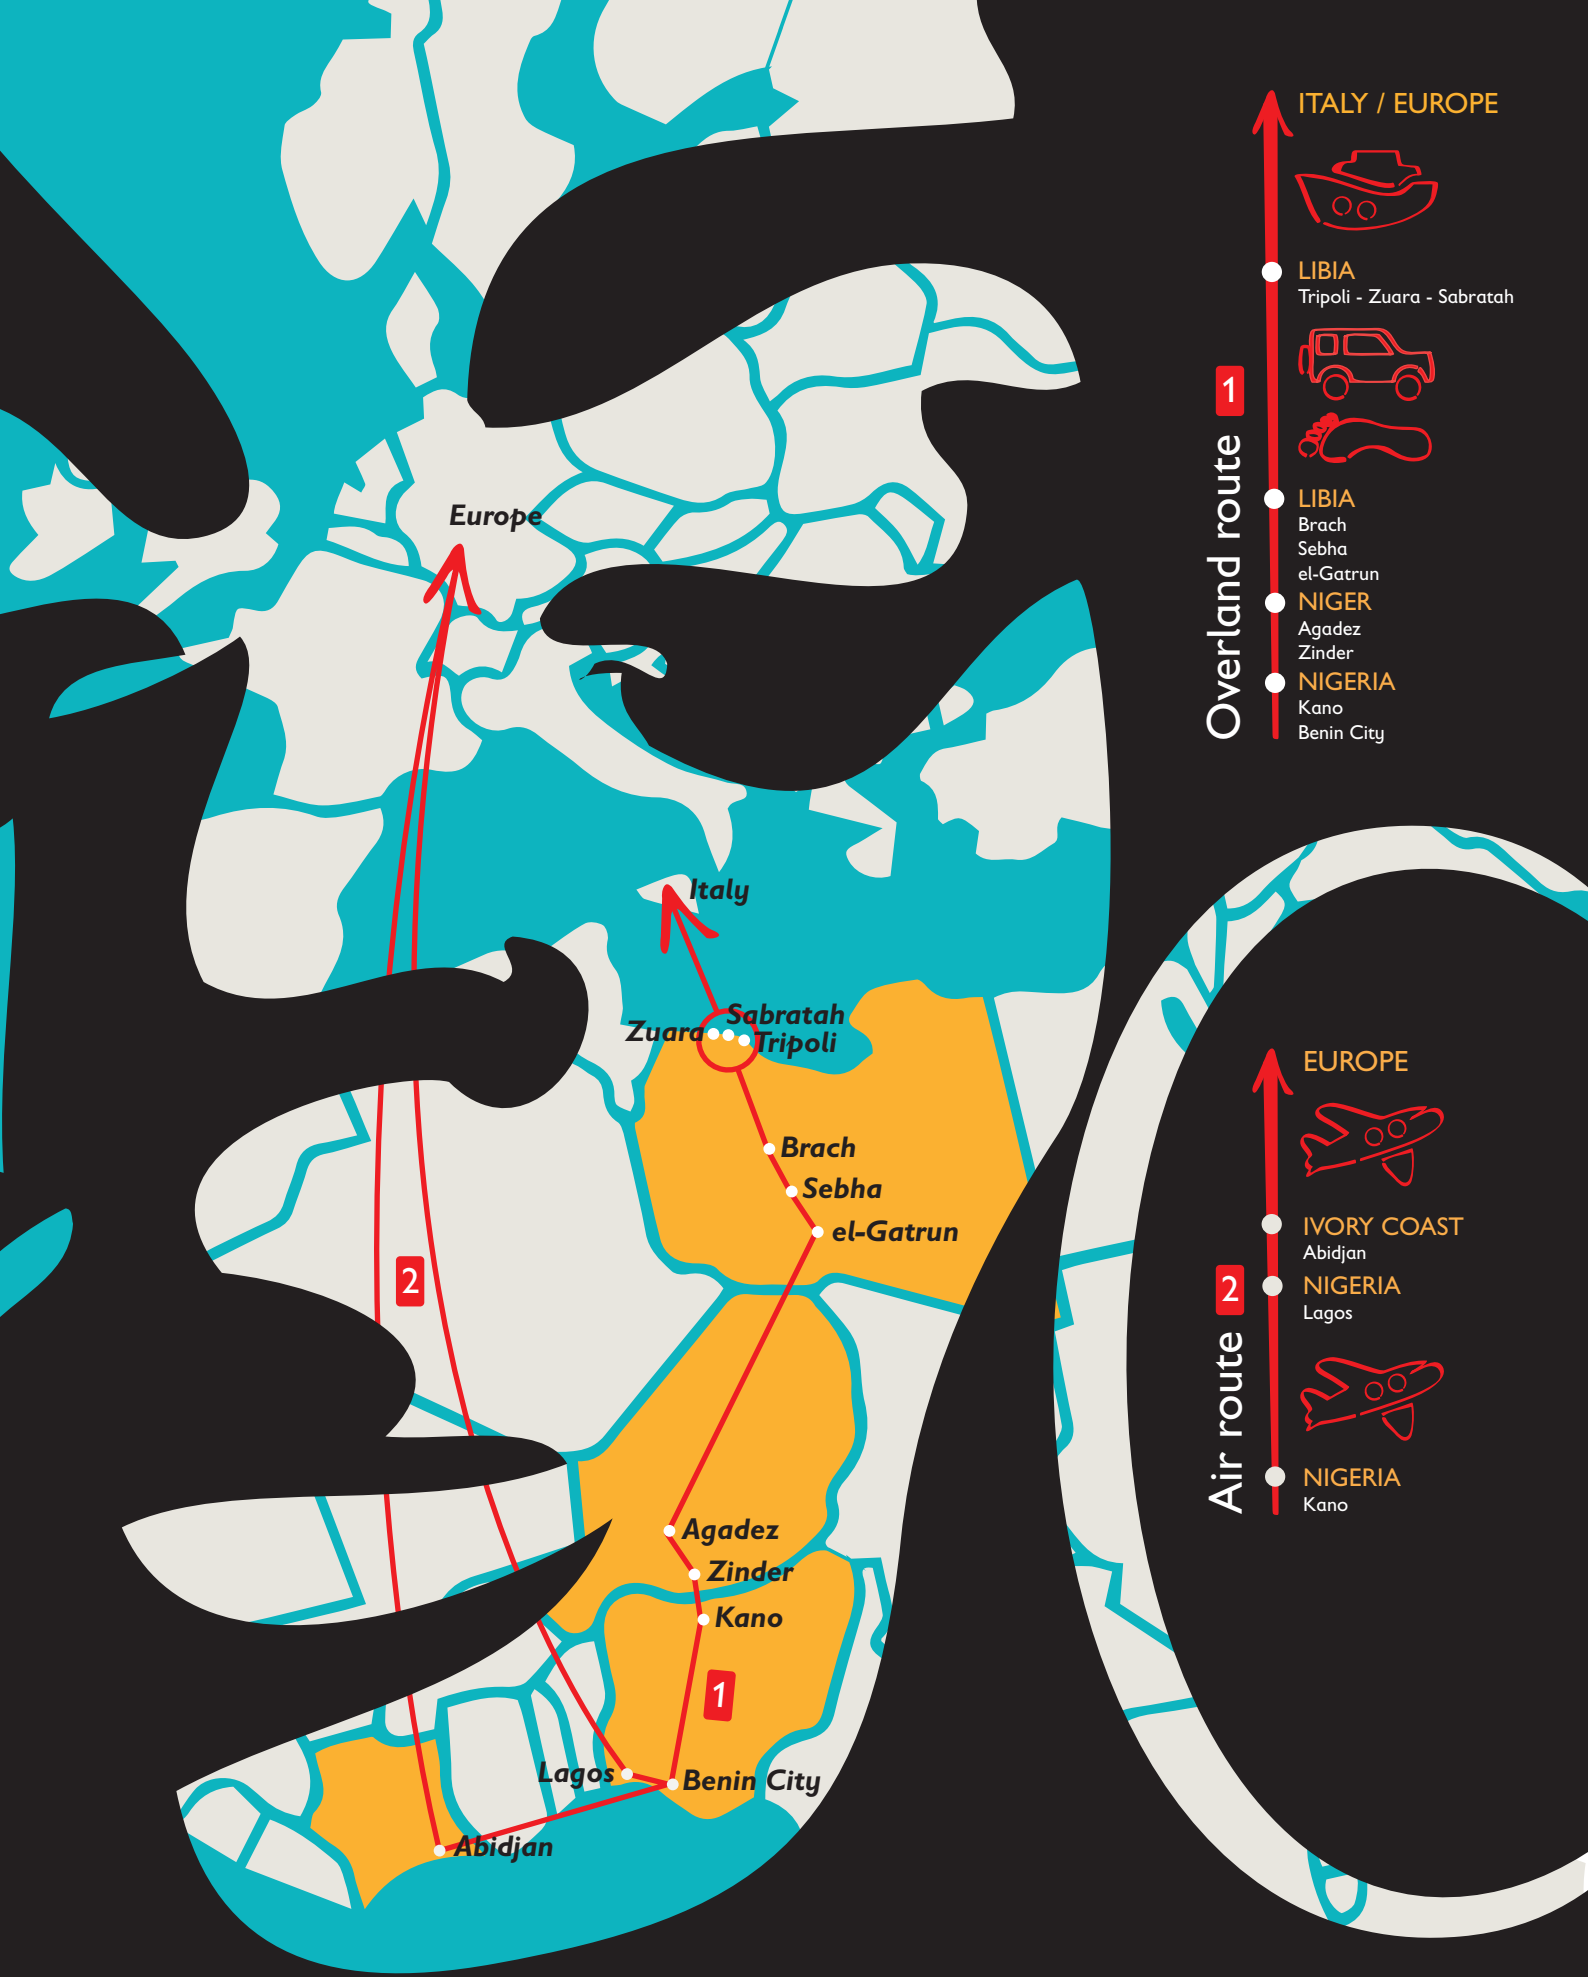 ITALY / EUROPE
LIBIA
Tripoli - Zuara - Sabratah
1
Overland route
LIBIA
Brach
Sebha
el-Gatrun
NIGER
Agadez
Zinder
NIGERIA
Kano
Benin City
Europe
Italy
Sabratah
Zuara
Tripoli
Brach
Sebha
el-Gatrun
2
Agadez
Zinder
Kano
1
Lagos
Benin City
Abidjan
EUROPE
IVORY COAST
Abidjan
2
Air route
NIGERIA
Lagos
NIGERIA
Kano